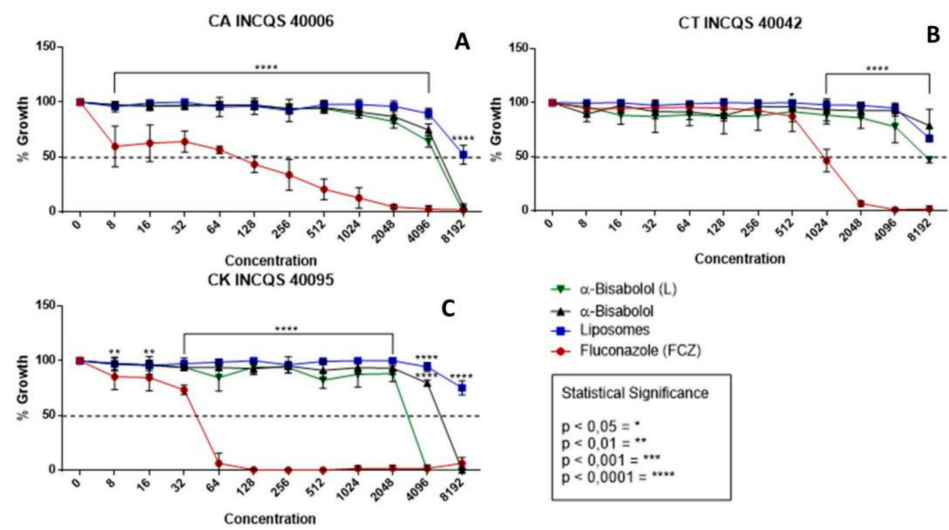 CA INCQS 40006
A
150
100
50
0
% Growth
****
****
0 8 16 32 64 128 256 512 1024 2048 4096 8192
Concentration
CT INCQS 40042
B
150
100
50
0
% Growth
*
****
0 8 16 32 64 128 256 512 1024 2048 4096 8192
Concentration
CK INCQS 40095
C
150
100
50
0
% Growth
** ** **** **** **** ****
0 8 16 32 64 128 256 512 1024 2048 4096 8192
Concentration
α-Bisabolol (L)
α-Bisabolol
Liposomes
Fluconazole (FCZ)
Statistical Significance
p < 0,05 = *
p < 0,01 = **
p < 0,001 = ***
p < 0,0001 = ****